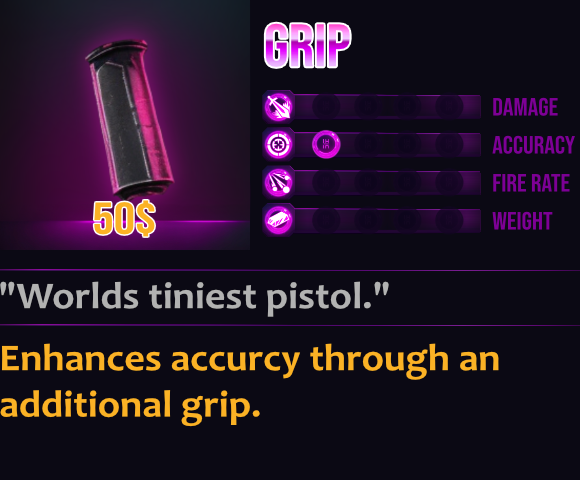 GRIP
DAMAGE
ACCURACY
FIRE RATE
WEIGHT
50$
"Worlds tiniest pistol."
Enhances accurcy through an
additional grip.